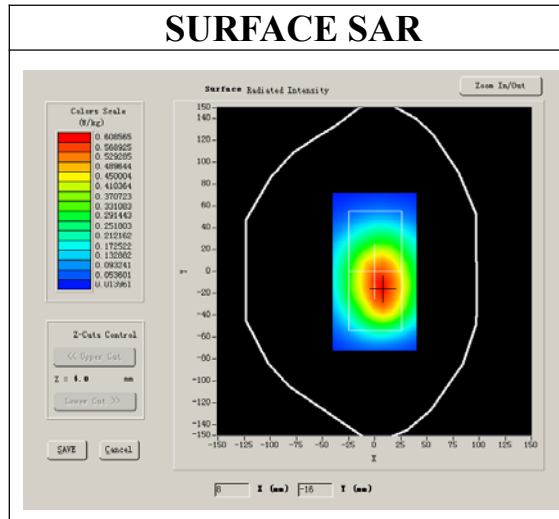 SURFACE SAR
Surface Radiated Intensity
Zoom In/Out
Colors Scale
(W/kg)
0.608565
0.568925
0.529285
0.489644
0.450004
0.410364
0.370723
0.331083
0.291443
0.251803
0.212162
0.172522
0.132882
0.093241
0.053601
0.013961
Z-Cuts Control
<< Upper Cut
Z = 4.0 mm
Lower Cut >>
SAVE Cancel
150
140
120
100
80
60
40
20
0
-20
-40
-60
-80
-100
-120
-140
-150
Y
-150 -125 -100 -75 -50 -25 0 25 50 75 100 125 150
X
8 X (mm) -16 Y (mm)